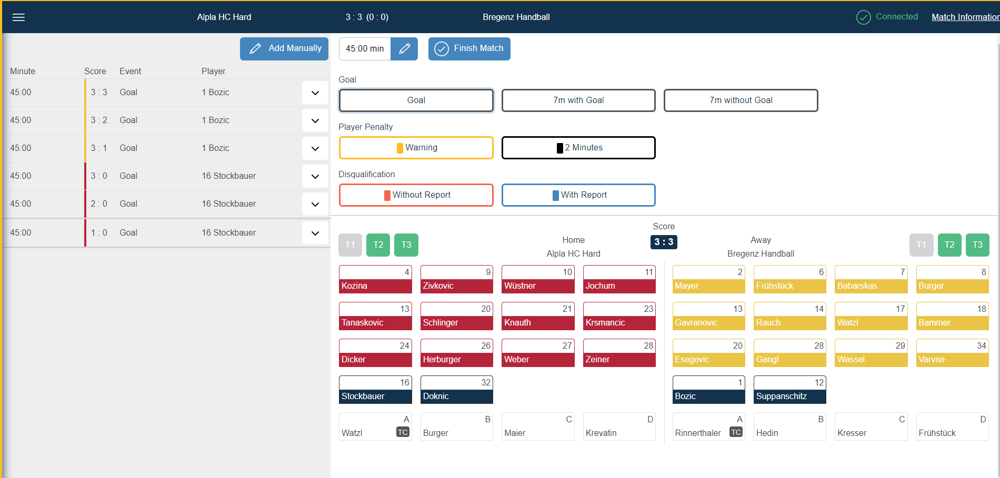 Alpla HC Hard 3 : 3 (0 : 0) Bregenz Handball Connected Match Information
Add Manually
Minute Score Event Player
45:00 3 : 3 Goal 1 Bozic
45:00 3 : 2 Goal 1 Bozic
45:00 3 : 1 Goal 1 Bozic
45:00 3 : 0 Goal 16 Stockbauer
45:00 2 : 0 Goal 16 Stockbauer
45:00 1 : 0 Goal 16 Stockbauer
45:00 min Finish Match
Goal
Goal 7m with Goal 7m without Goal
Player Penalty
Warning 2 Minutes
Disqualification
Without Report With Report
Score
3 : 3
T1 T2 T3
Home
Alpla HC Hard
Away
Bregenz Handball
T1 T2 T3
4 9 10 11
Kozina Zivkovic Wüstner Jochum
13 20 21 23
Tanaskovic Schlinger Knauth Krsmancic
24 26 27 28
Dicker Herburger Weber Zeiner
16 32
Stockbauer Doknic
A B C D
Watzl TC Burger Maier Krevatin
2 6 7 8
Mayer Frühstück Babarskas Burger
13 14 17 18
Gavranovic Rauch Watzl Bammer
20 28 29 34
Esegovic Gangl Wassel Varvne
1 12
Bozic Suppanschitz
A B C D
Rinnerthaler TC Hedin Kresser Frühstück